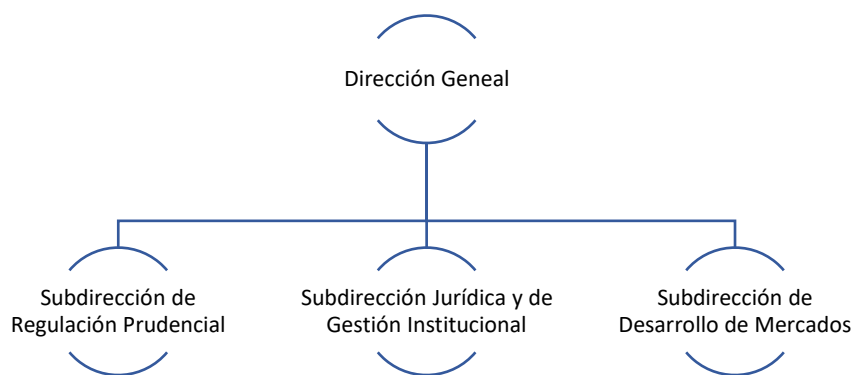 Dirección Geneal
Subdirección de
Regulación Prudencial
Subdirección Jurídica y de
Gestión Institucional
Subdirección de
Desarrollo de Mercados